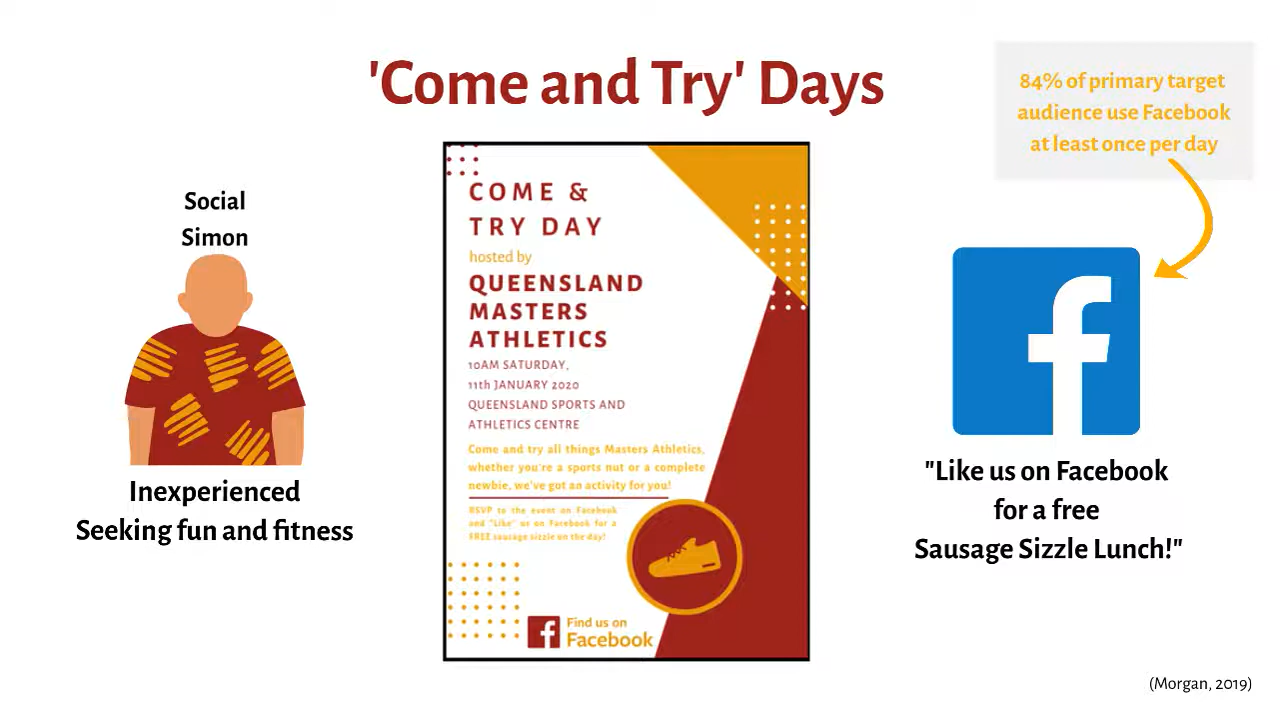 'Come and Try' Days
84% of primary target
audience use Facebook
at least once per day
Social
Simon
Inexperienced
Seeking fun and fitness
COME &
TRY DAY
hosted by
QUEENSLAND
MASTERS
ATHLETICS
10AM SATURDAY,
11th JANUARY 2020
QUEENSLAND SPORTS AND
ATHLETICS CENTRE
Come and try all things Masters Athletics,
whether you're a sports nut or a complete
newbie, we've got an activity for you!
RSVP to the event on Facebook
and "Like" us on Facebook for a
FREE sausage sizzle on the day!
Find us on
Facebook
"Like us on Facebook
for a free
Sausage Sizzle Lunch!"
(Morgan, 2019)